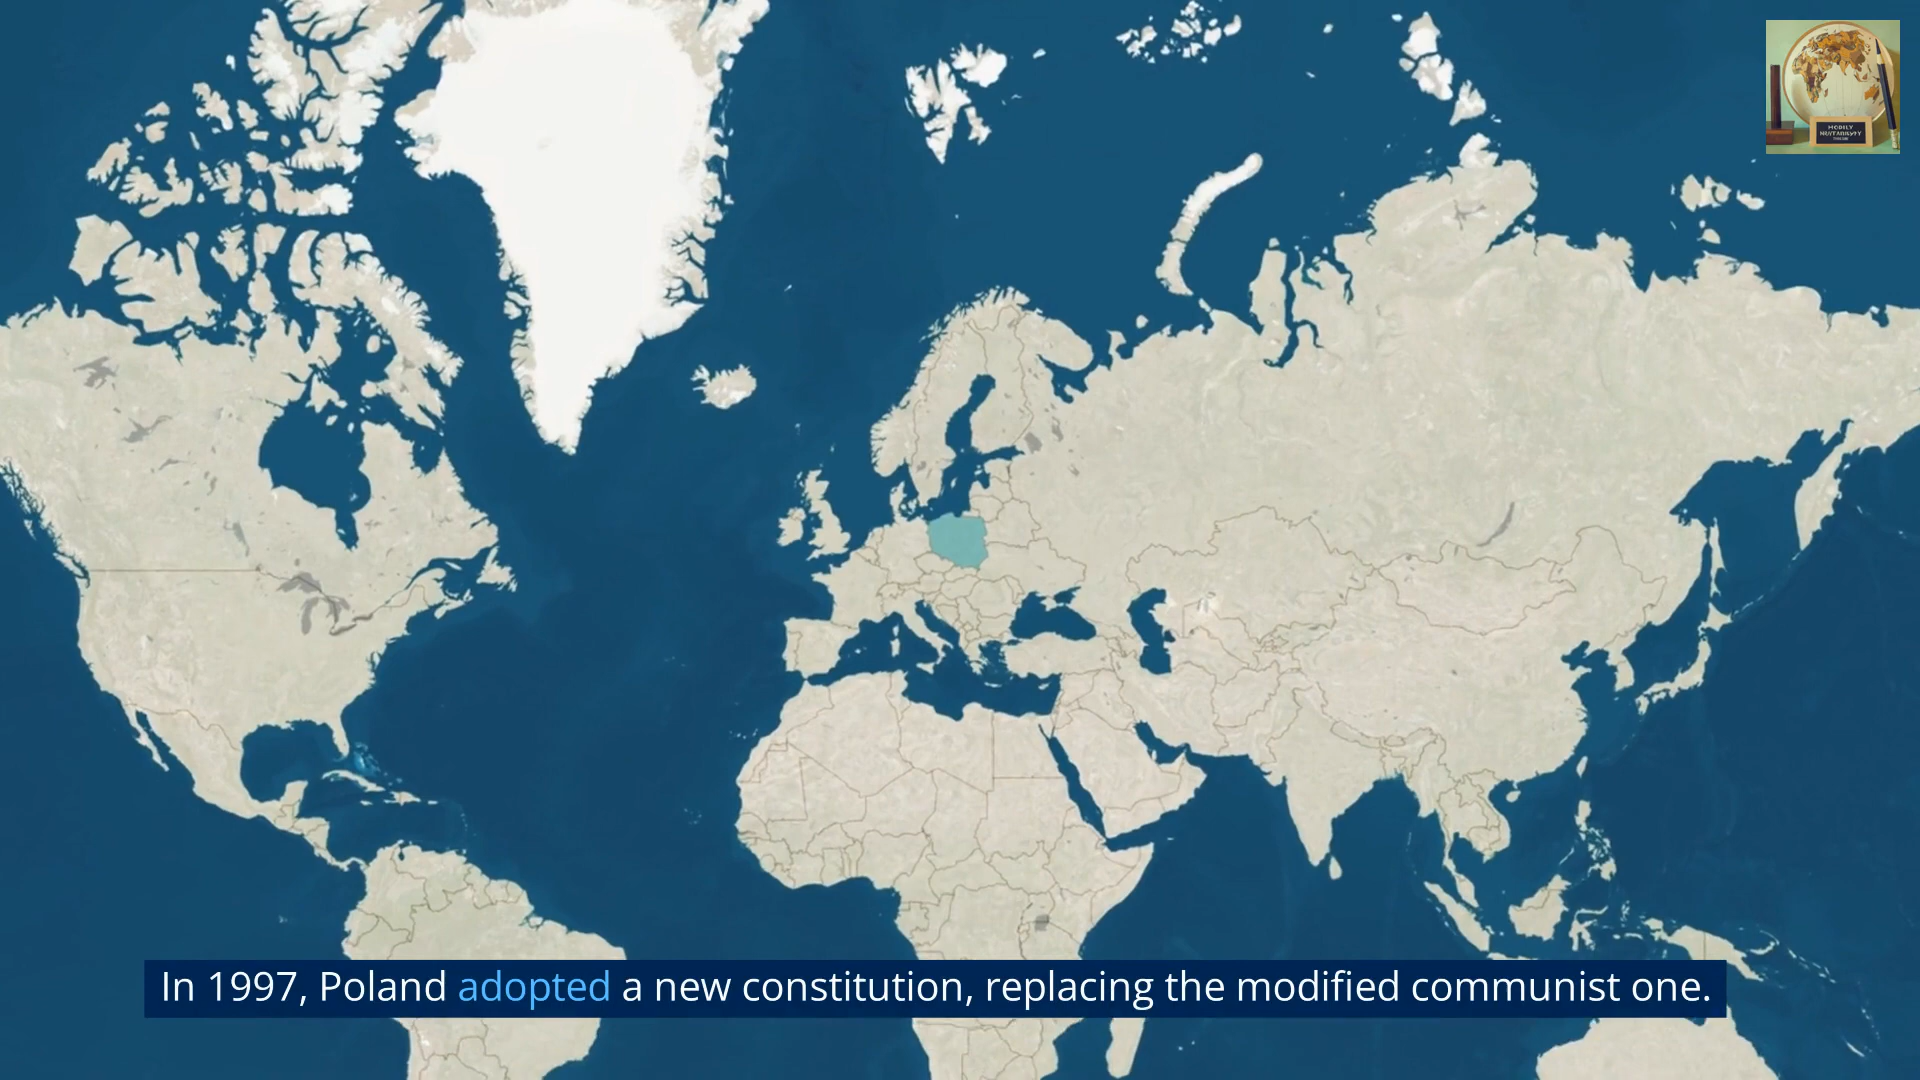 In 1997, Poland adopted a new constitution, replacing the modified communist one.